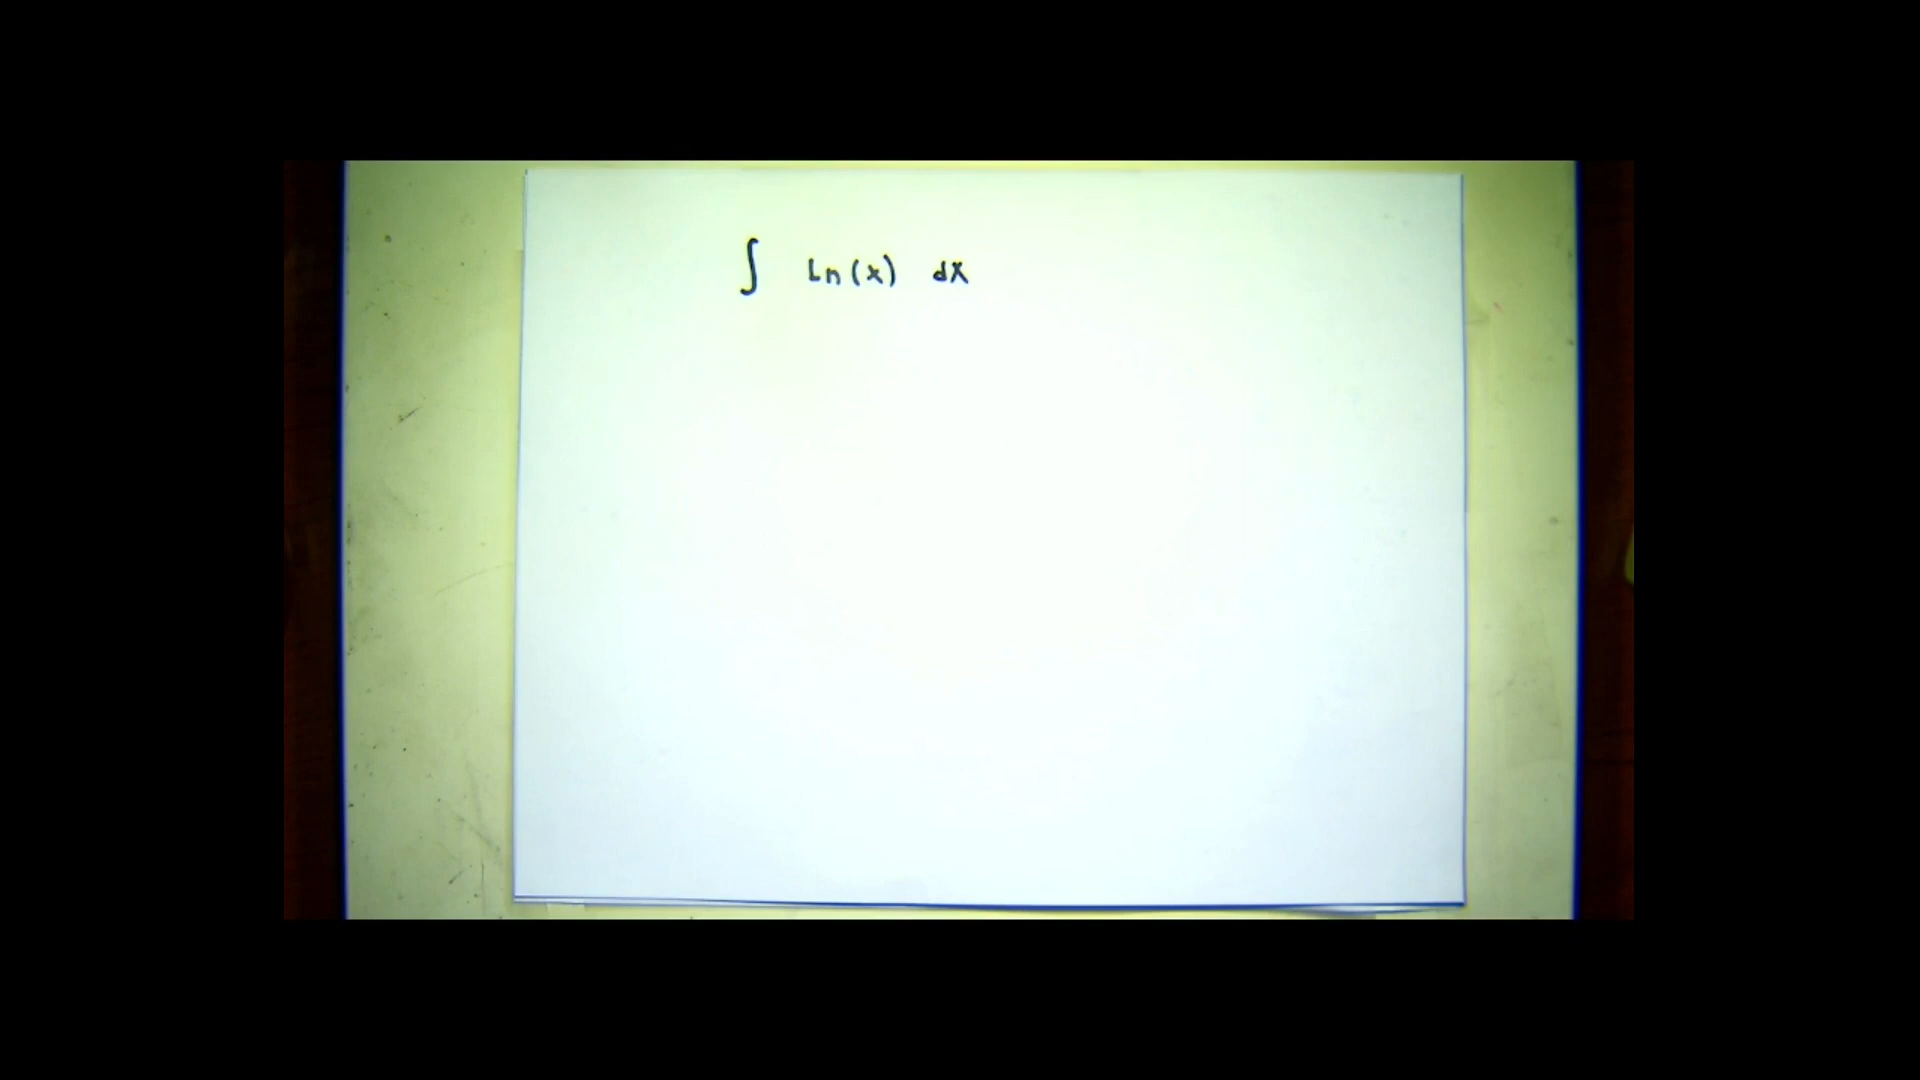 ∫ Ln(x) dx